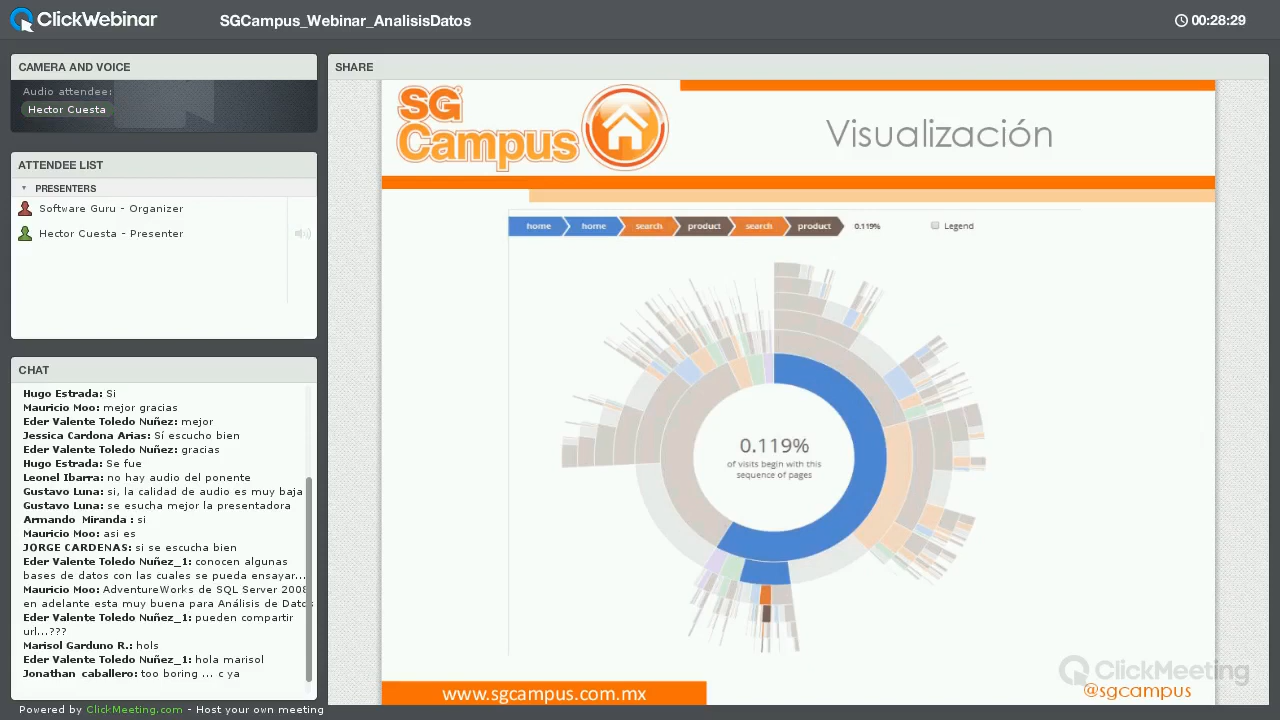 ClickWebinar
SGCampus_Webinar_AnalisisDatos
00:28:29
CAMERA AND VOICE
Audio attendee:
Hector Cuesta
ATTENDEE LIST
PRESENTERS
Software Guru - Organizer
Hector Cuesta - Presenter
CHAT
Hugo Estrada: Si
Mauricio Moo: mejor gracias
Eder Valente Toledo Nuñez: mejor
Jessica Cardona Arias: Sí escucho bien
Eder Valente Toledo Nuñez: gracias
Hugo Estrada: Se fue
Leonel Ibarra: no hay audio del ponente
Gustavo Luna: si, la calidad de audio es muy baja
Gustavo Luna: se esucha mejor la presentadora
Armando Miranda : si
Mauricio Moo: asi es
JORGE CARDENAS: si se escucha bien
Eder Valente Toledo Nuñez_1: conocen algunas
bases de datos con las cuales se pueda ensayar...
Mauricio Moo: AdventureWorks de SQL Server 2008
en adelante esta muy buena para Análisis de Datos
Eder Valente Toledo Nuñez_1: pueden compartir
url...???
Marisol Garduno R.: hols
Eder Valente Toledo Nuñez_1: hola marisol
Jonathan caballero: too boring ... c ya
Powered by ClickMeeting.com - Host your own meeting
SHARE
SG
Campus
Visualización
home home search product search product 0.119% Legend
0.119%
of visits begin with this
sequence of pages
www.sgcampus.com.mx
ClickMeeting
@sgcampus